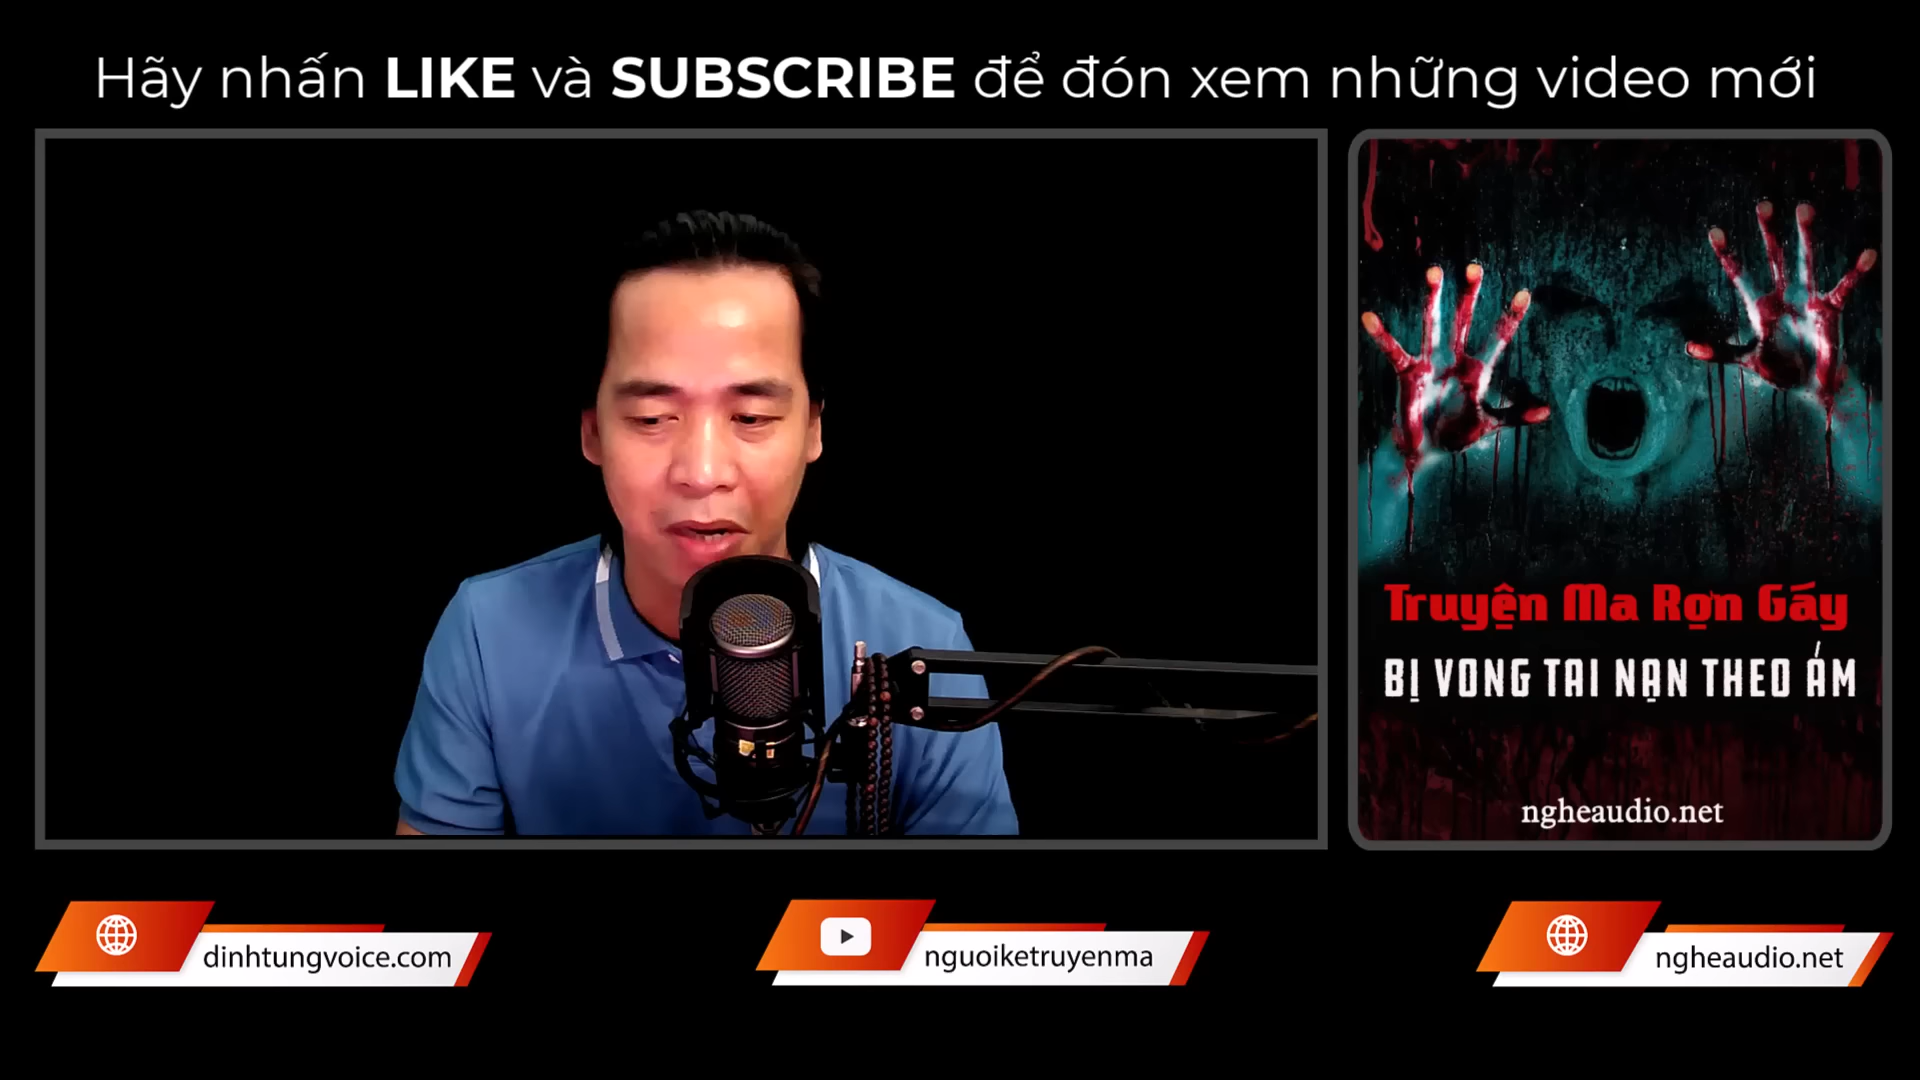 Hãy nhấn LIKE và SUBSCRIBE để đón xem những video mới
Truyện Ma Rợn Gáy
BỊ VONG TAI NẠN THEO ÁM
ngheaudio.net
dinhtungvoice.com
nguoiketruyenma
ngheaudio.net